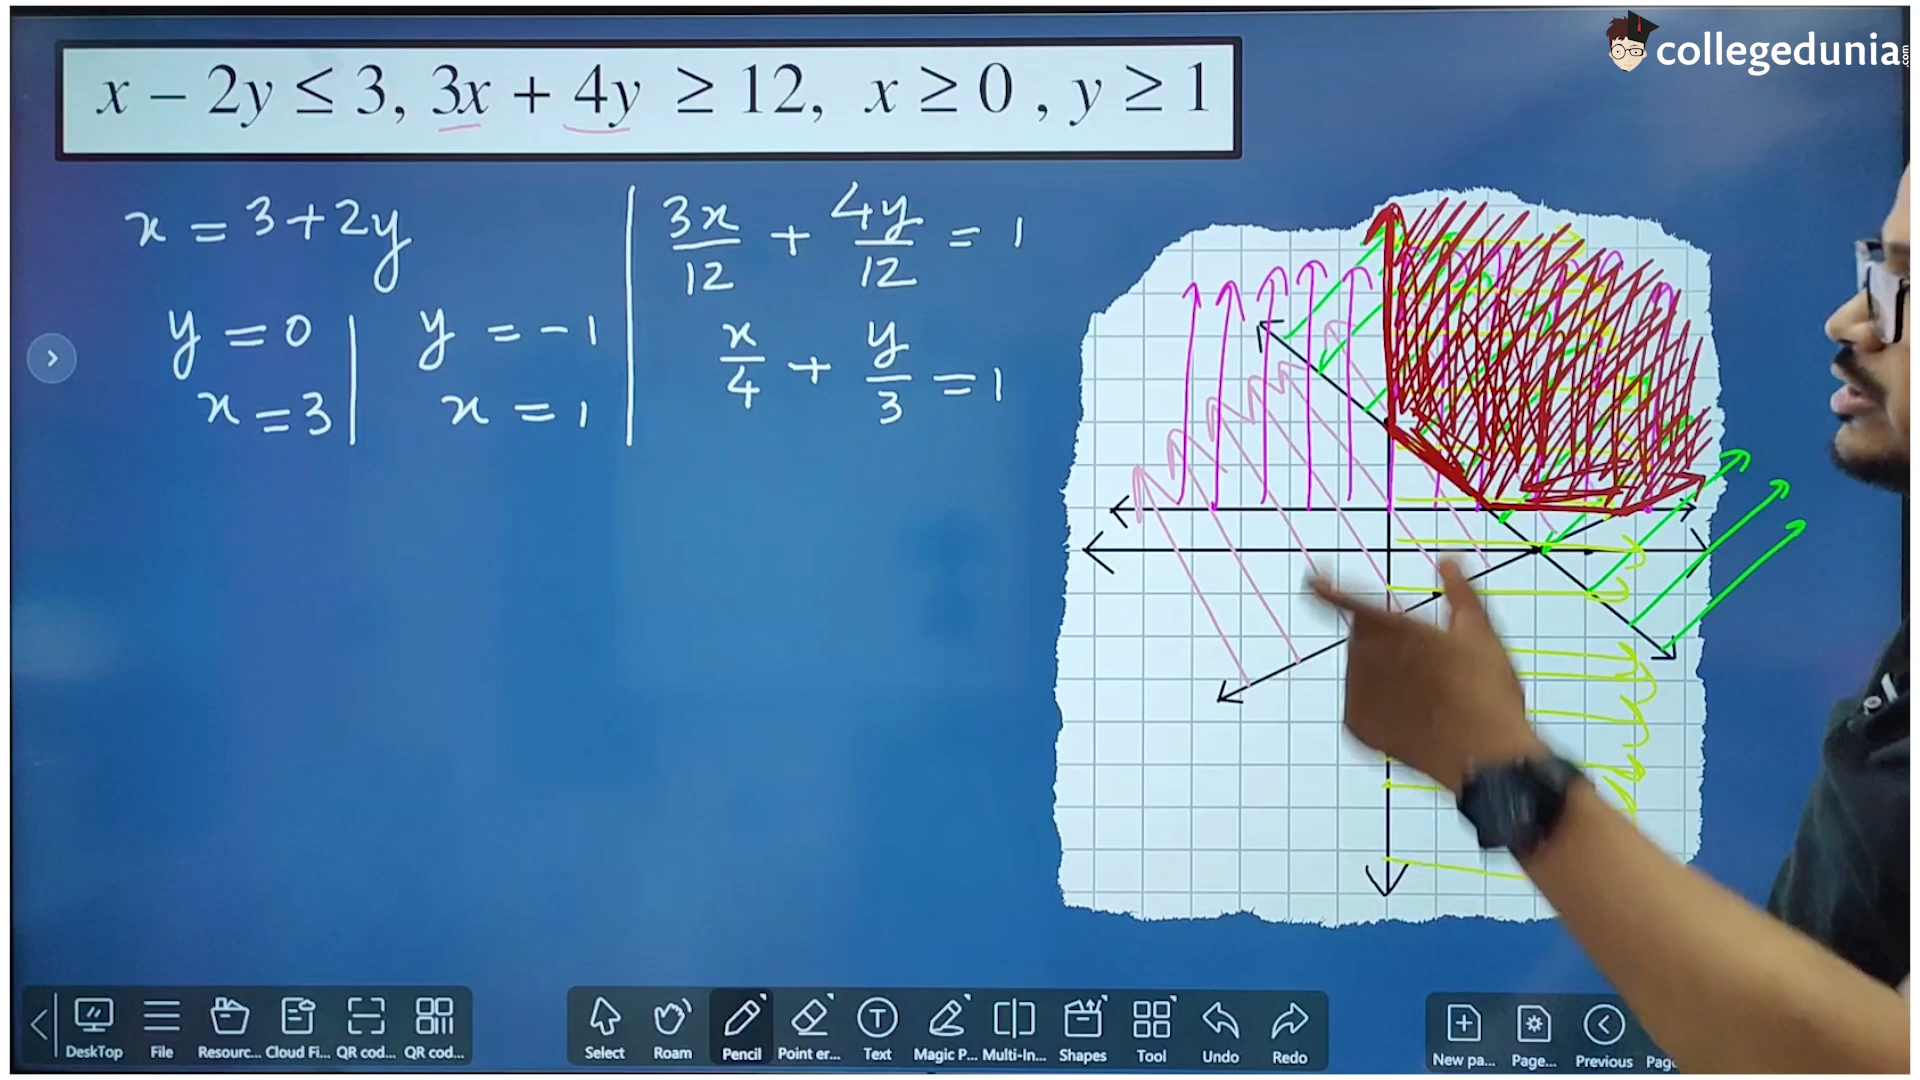 collegedunia.com
x – 2y ≤ 3, 3x + 4y ≥ 12, x ≥ 0 , y ≥ 1
x = 3 + 2y
y = 0 | y = -1
x = 3 | x = 1
3x/12 + 4y/12 = 1
x/4 + y/3 = 1
DeskTop File Resourc... Cloud Fi... QR cod... QR cod... Select Roam Pencil Point er... Text Magic P... Multi-In... Shapes Tool Undo Redo New pa... Page... Previous